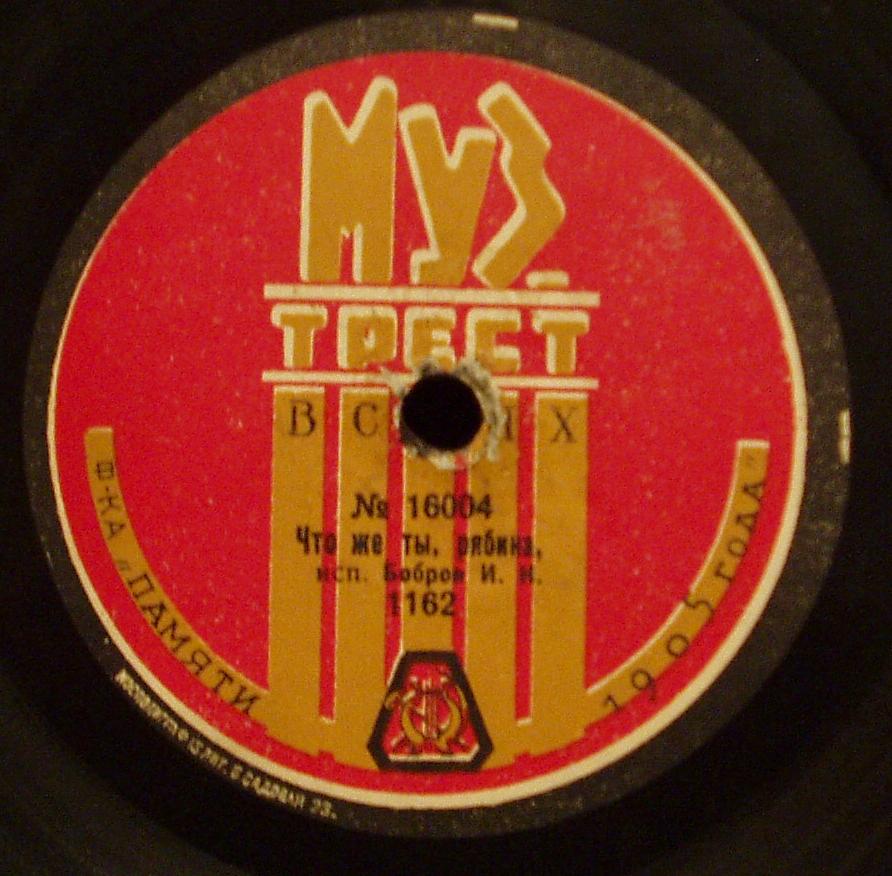 МУЗ.
ТРЕСТ
№ 16004
Что же ты, рябина,
исп. Бобров И. И.
1162
Ф-КА „ПАМЯТИ 1905 ГОДА"